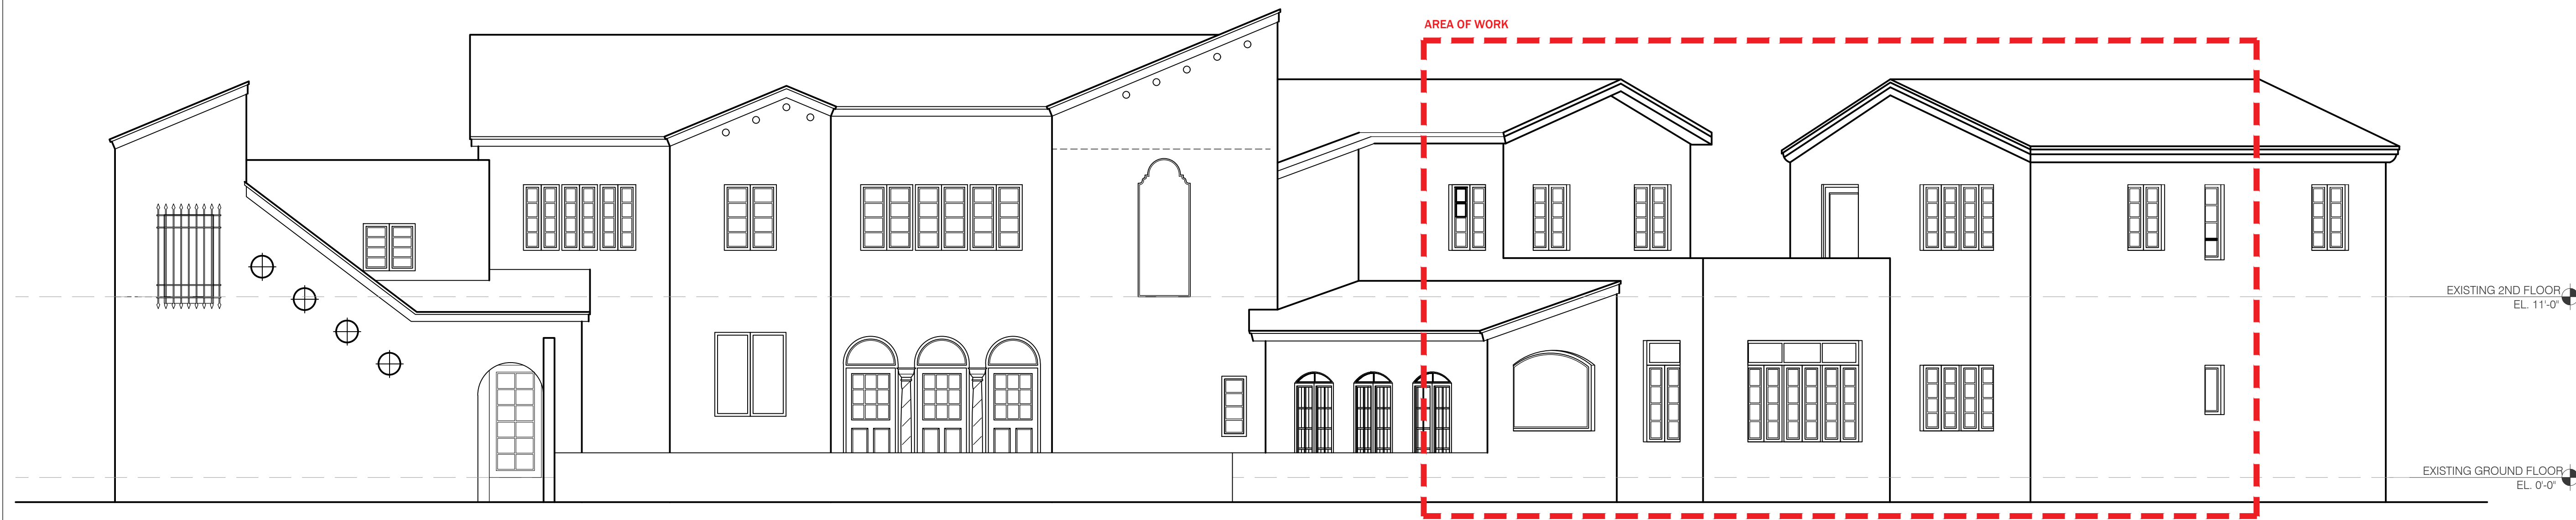 AREA OF WORK
EXISTING 2ND FLOOR
EL. 11'-0"
EXISTING GROUND FLOOR
EL. 0'-0"